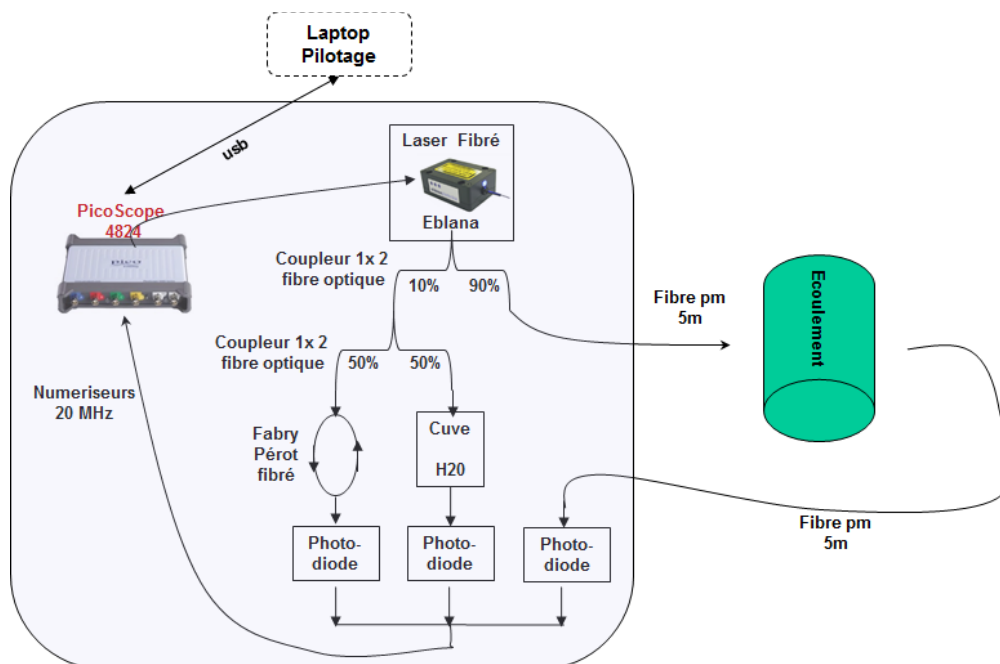 Laptop
Pilotage
usb
Laser Fibré
Eblana
PicoScope
4824
pico
Coupleur 1x 2
fibre optique
10%
90%
Fibre pm
5m
Ecoulement
Coupleur 1x 2
fibre optique
50%
50%
Numeriseurs
20 MHz
Fabry
Pérot
fibré
Cuve
H20
Photo-
diode
Photo-
diode
Photo-
diode
Fibre pm
5m